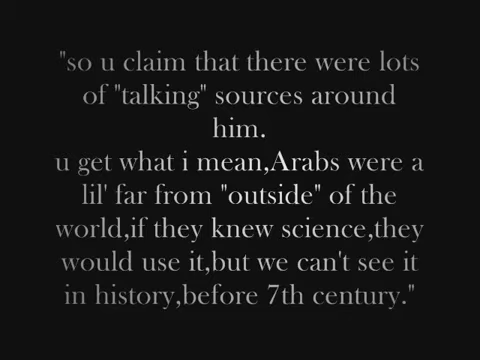 "so u claim that there were lots
of "talking" sources around
him.
u get what i mean,Arabs were a
lil' far from "outside" of the
world,if they knew science,they
would use it,but we can't see it
in history,before 7th century."